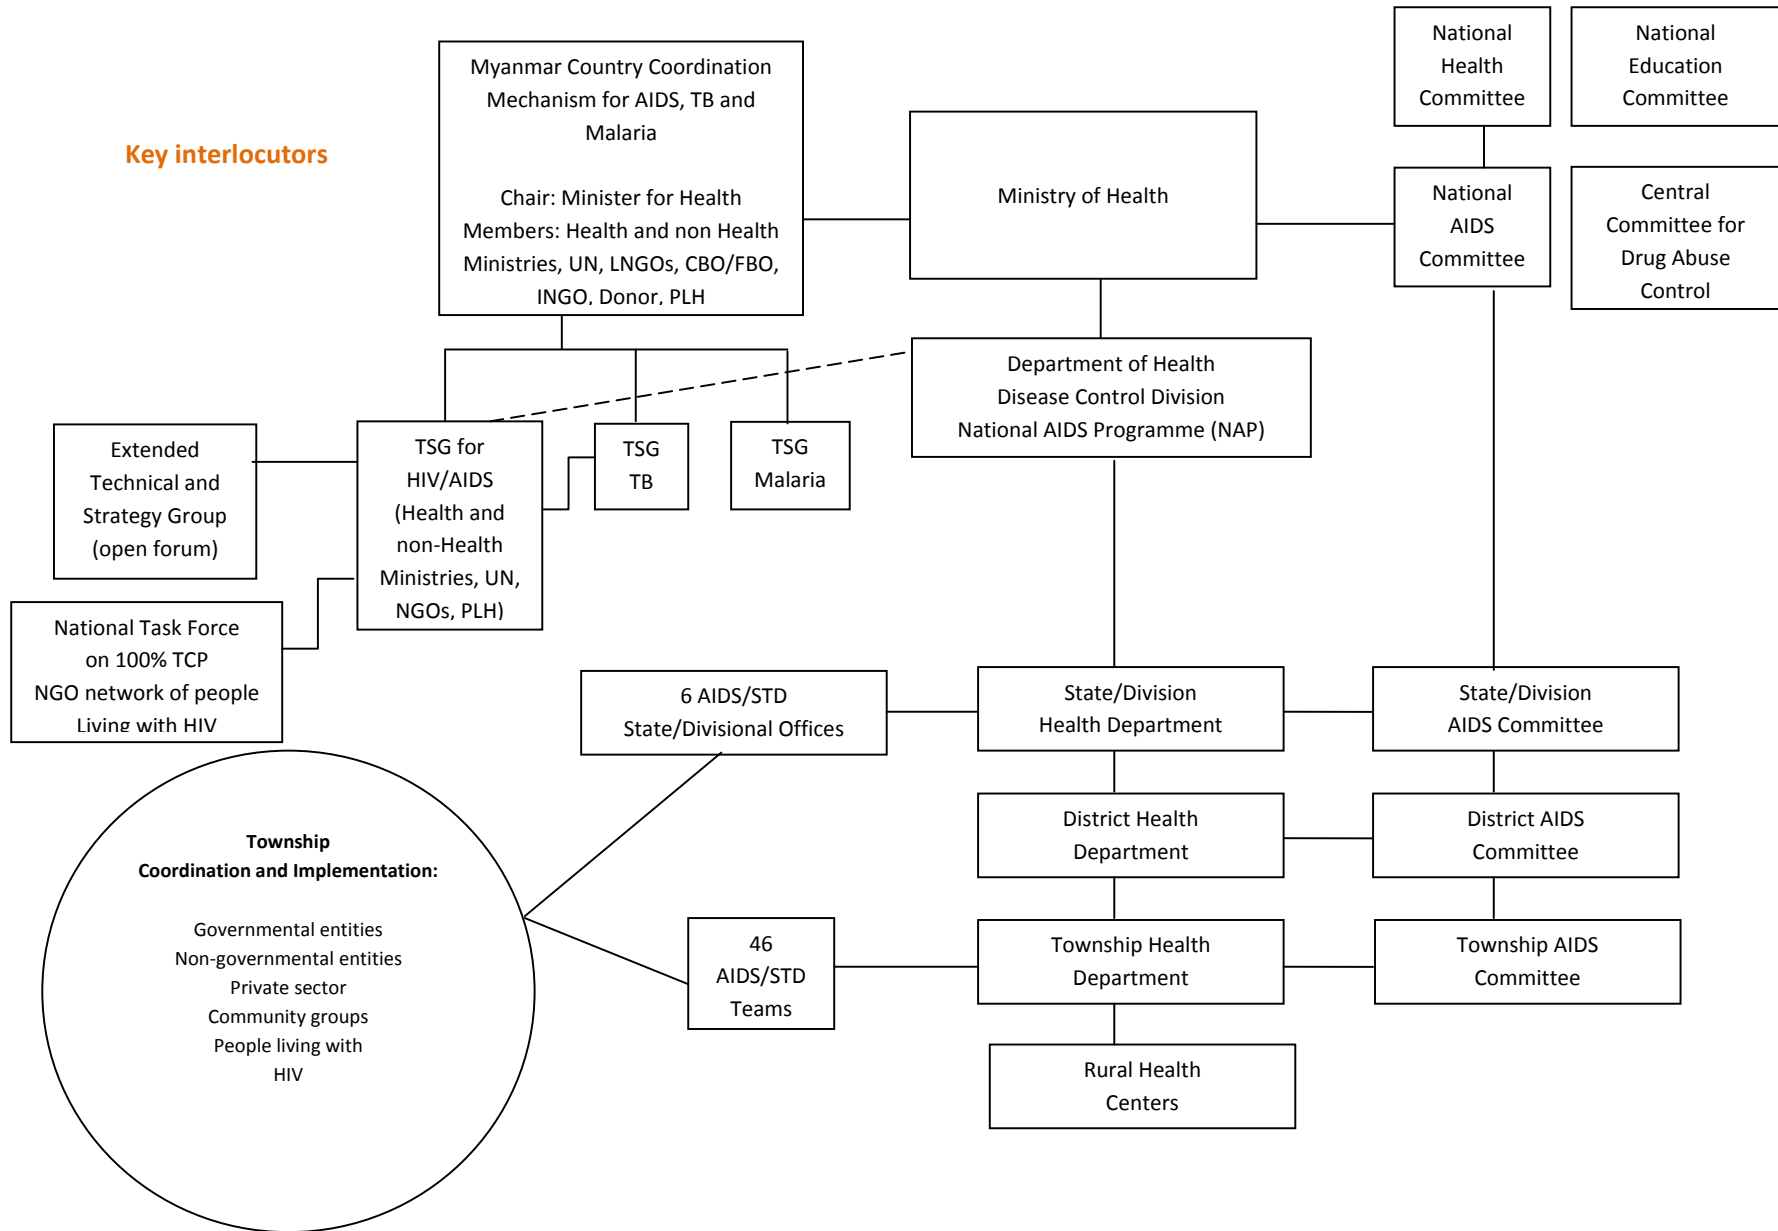 Key interlocutors
Myanmar Country Coordination
Mechanism for AIDS, TB and
Malaria
Chair: Minister for Health
Members: Health and non Health
Ministries, UN, LNGOs, CBO/FBO,
INGO, Donor, PLH
Ministry of Health
National
Health
Committee
National
Education
Committee
National
AIDS
Committee
Central
Committee for
Drug Abuse
Control
Department of Health
Disease Control Division
National AIDS Programme (NAP)
Extended
Technical and
Strategy Group
(open forum)
TSG for
HIV/AIDS
(Health and
non-Health
Ministries, UN,
NGOs, PLH)
TSG
TB
TSG
Malaria
National Task Force
on 100% TCP
NGO network of people
Living with HIV
6 AIDS/STD
State/Divisional Offices
State/Division
Health Department
State/Division
AIDS Committee
District Health
Department
District AIDS
Committee
Township
Coordination and Implementation:
Governmental entities
Non-governmental entities
Private sector
Community groups
People living with
HIV
46
AIDS/STD
Teams
Township Health
Department
Township AIDS
Committee
Rural Health
Centers